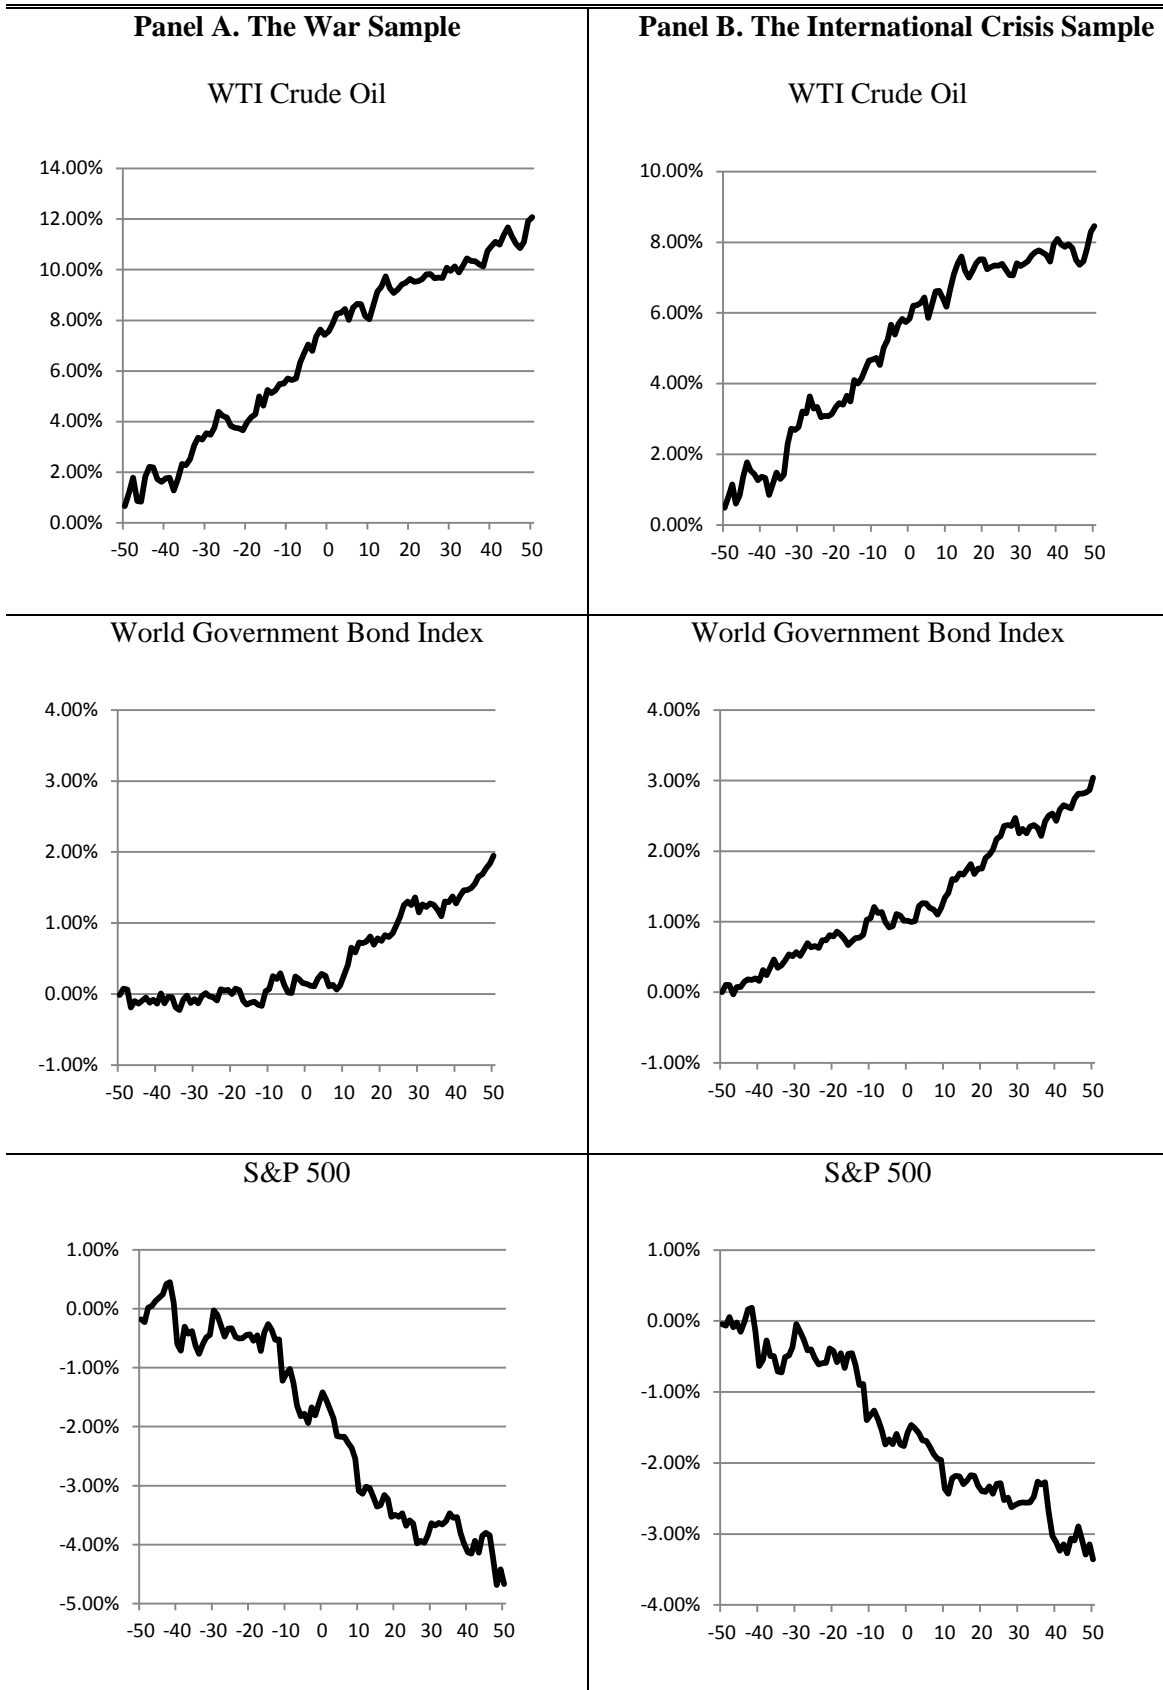 Panel A. The War Sample
WTI Crude Oil
14.00%
12.00%
10.00%
8.00%
6.00%
4.00%
2.00%
0.00%
-50 -40 -30 -20 -10 0 10 20 30 40 50
Panel B. The International Crisis Sample
WTI Crude Oil
10.00%
8.00%
6.00%
4.00%
2.00%
0.00%
-50 -40 -30 -20 -10 0 10 20 30 40 50
World Government Bond Index
4.00%
3.00%
2.00%
1.00%
0.00%
-1.00%
-50 -40 -30 -20 -10 0 10 20 30 40 50
World Government Bond Index
4.00%
3.00%
2.00%
1.00%
0.00%
-1.00%
-50 -40 -30 -20 -10 0 10 20 30 40 50
S&P 500
1.00%
0.00%
-1.00%
-2.00%
-3.00%
-4.00%
-5.00%
-50 -40 -30 -20 -10 0 10 20 30 40 50
S&P 500
1.00%
0.00%
-1.00%
-2.00%
-3.00%
-4.00%
-50 -40 -30 -20 -10 0 10 20 30 40 50